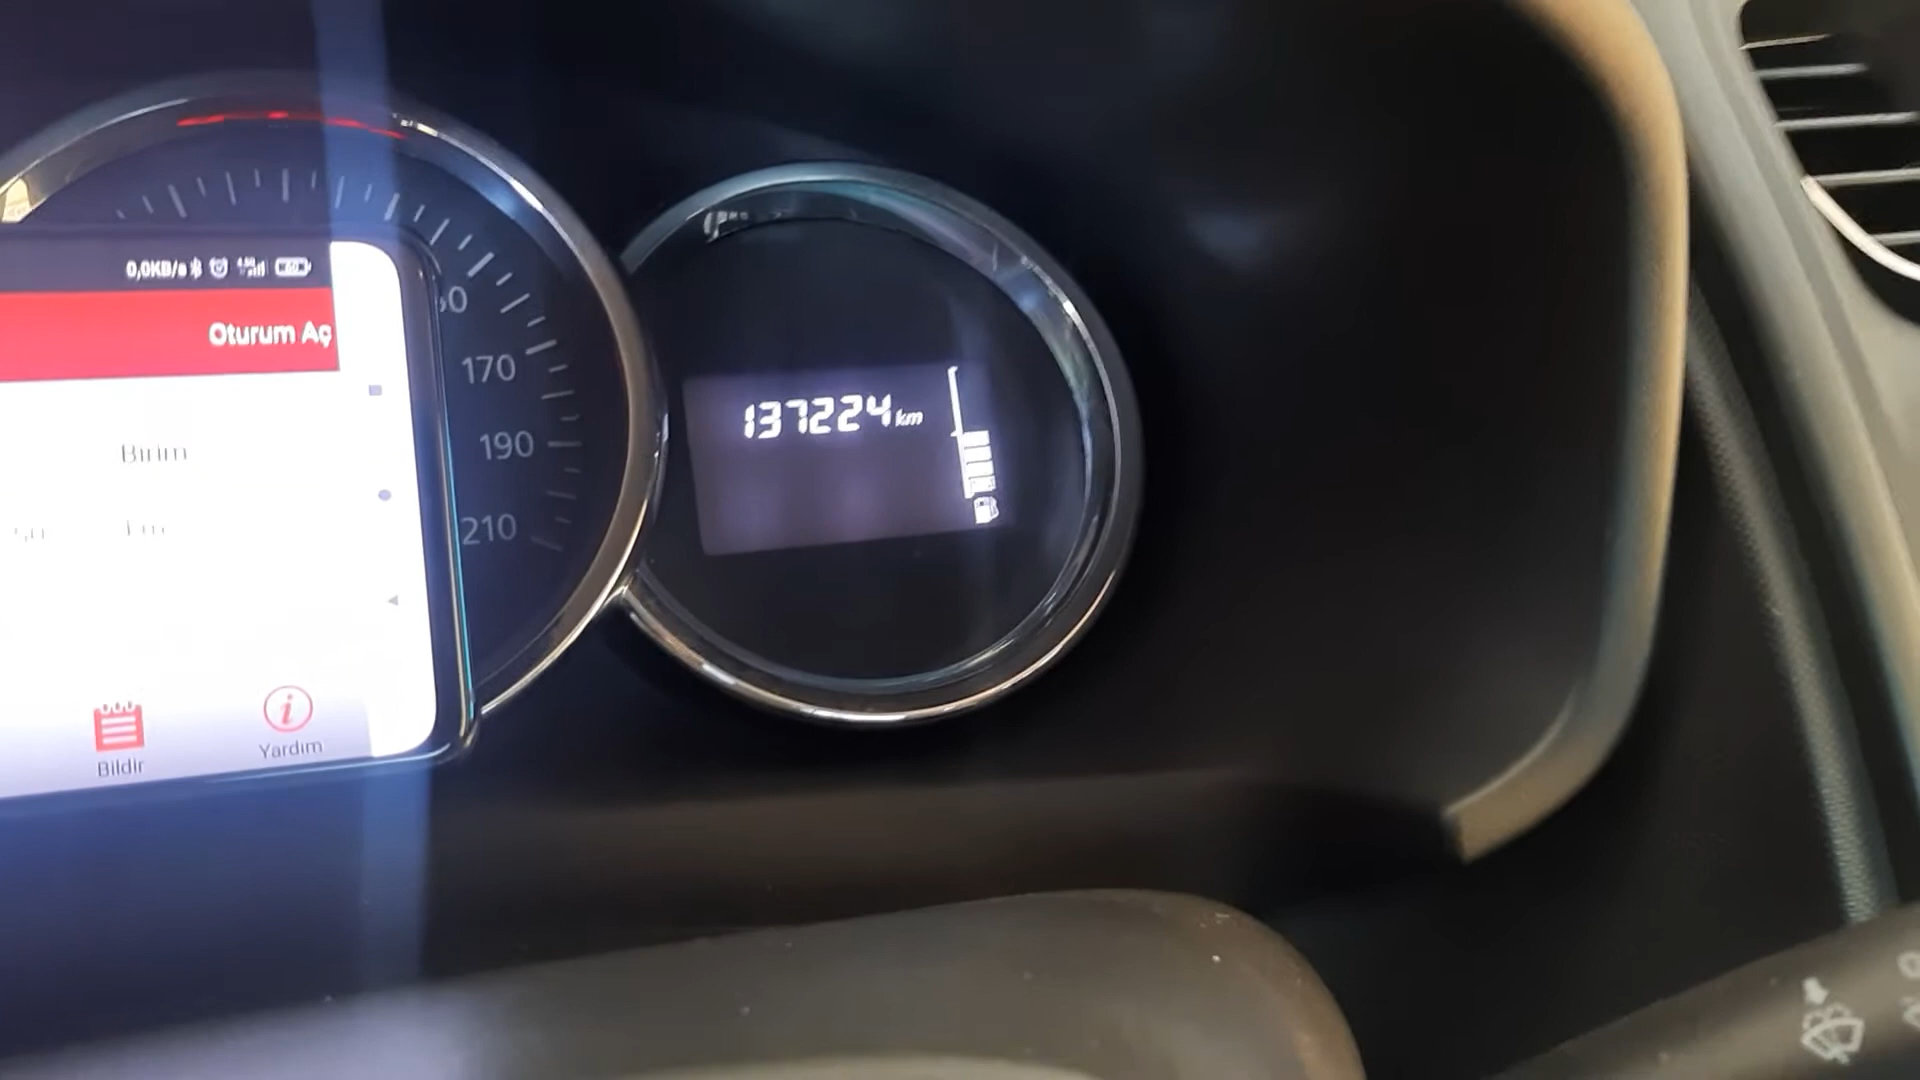 0,0KB/s
Oturum Aç
170
Birim
190
210
137224 km
Bildir
Yardım